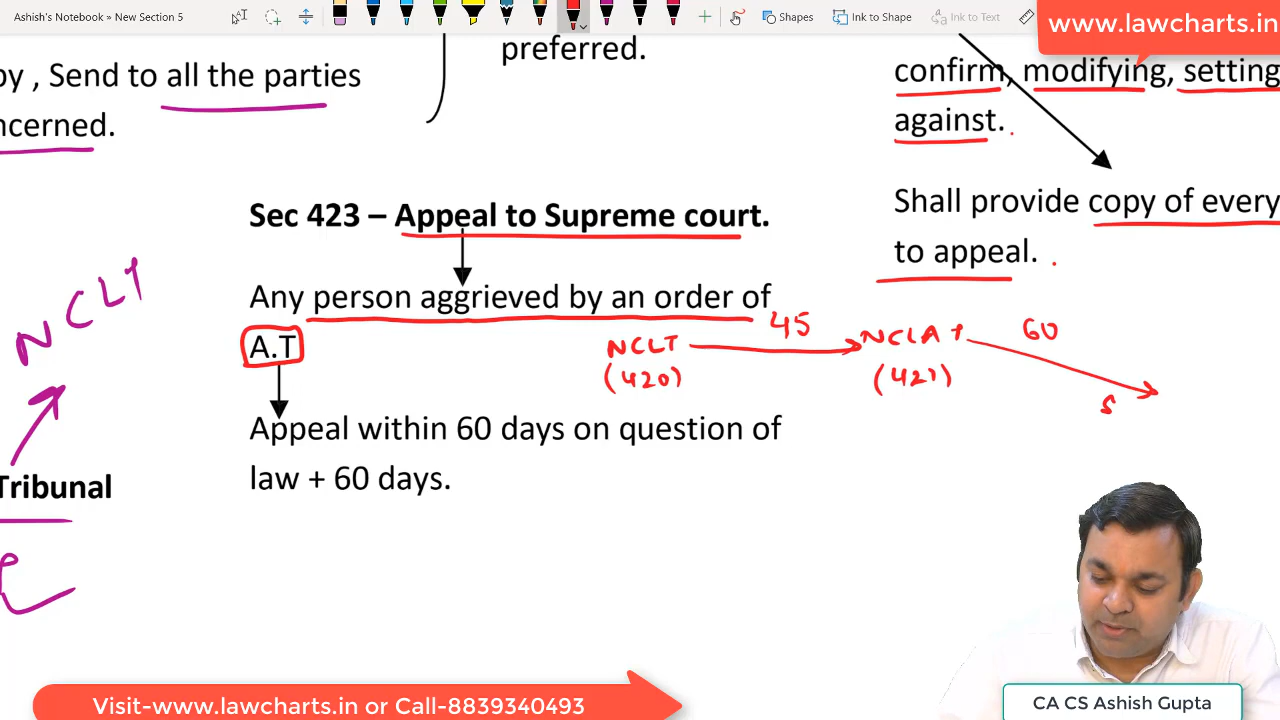 Ashish's Notebook » New Section 5
Shapes
Ink to Shape
Ink to Text
www.lawcharts.in
preferred.
by , Send to all the parties
ncerned.
confirm, modifying, setting
against.
Shall provide copy of every
to appeal.
Sec 423 – Appeal to Supreme court.
Any person aggrieved by an order of
A.T
Appeal within 60 days on question of
law + 60 days.
NCLT
NCLT
(420)
45
NCLAT
(421)
60
S
Tribunal
Visit-www.lawcharts.in or Call-8839340493
CA CS Ashish Gupta